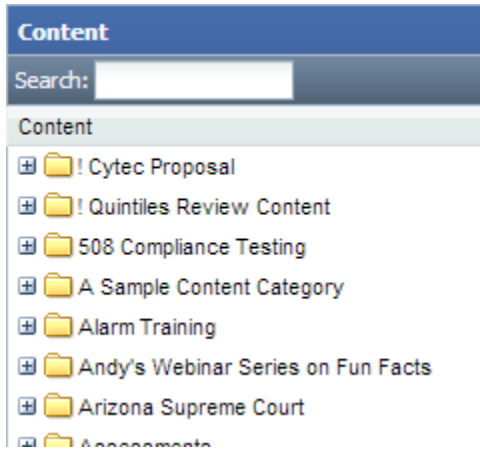 Content
Search:
Content
! Cytec Proposal
! Quintiles Review Content
508 Compliance Testing
A Sample Content Category
Alarm Training
Andy's Webinar Series on Fun Facts
Arizona Supreme Court
Assessments